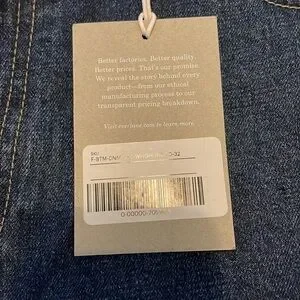 Better factories. Better quality.
Better prices. That's our promise.
We reveal the story behind every
product—from our ethical
manufacturing process to our
transparent pricing breakdown.
Visit everlane.com to learn more.
SKU